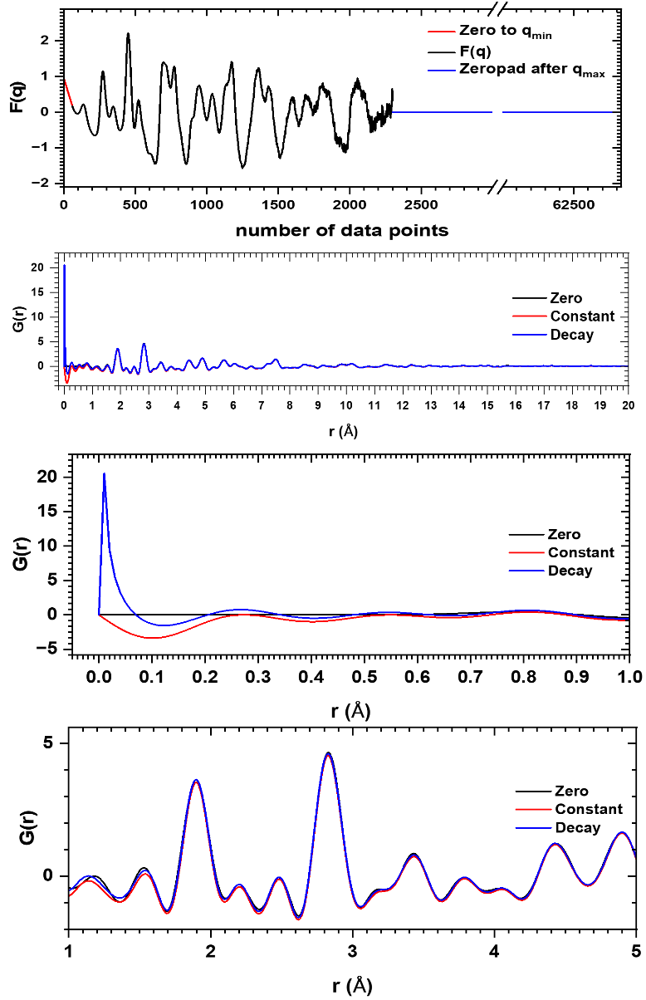 Zero to qmin
F(q)
Zeropad after qmax
F(q)
2
1
0
−1
−2
0 500 1000 1500 2000 2500 62500
number of data points
20
15
10
5
0
G(r)
Zero
Constant
Decay
0 1 2 3 4 5 6 7 8 9 10 11 12 13 14 15 16 17 18 19 20
r (Å)
20
15
10
5
0
−5
G(r)
Zero
Constant
Decay
0.0 0.1 0.2 0.3 0.4 0.5 0.6 0.7 0.8 0.9 1.0
r (Å)
5
0
G(r)
Zero
Constant
Decay
1 2 3 4 5
r (Å)